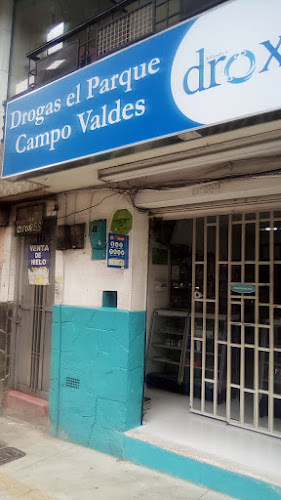 Drogas el Parque
Campo Valdes
drox
VENTA
DE
HIELO